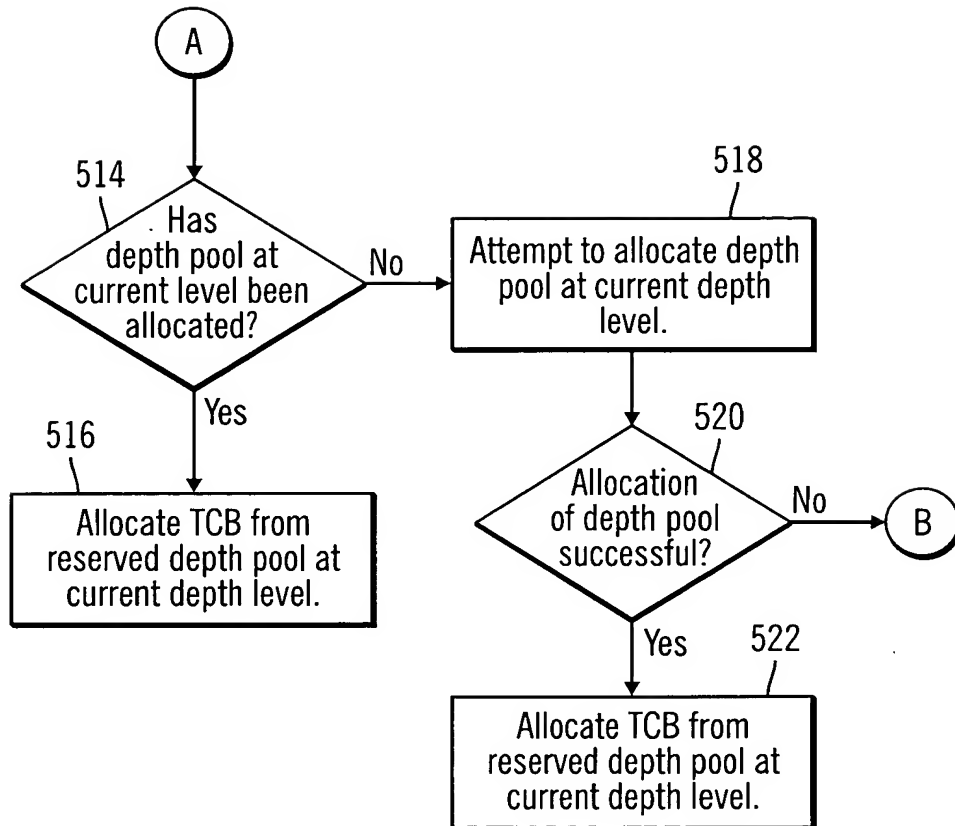 A
514
Has
depth pool at
current level been
allocated?
No
Yes
516
Allocate TCB from
reserved depth pool at
current depth level.
518
Attempt to allocate depth
pool at current depth
level.
520
Allocation
of depth pool
successful?
No
B
Yes
522
Allocate TCB from
reserved depth pool at
current depth level.